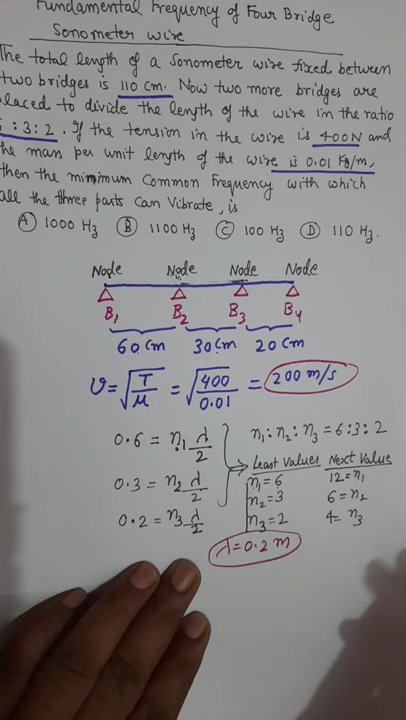 Fundamental Frequency of Four Bridge
Sonometer wire
The total length of a sonometer wire fixed between
two bridges is 110 cm. Now two more bridges are
placed to divide the length of the wire in the ratio
: 3 : 2. If the tension in the wire is 400N and
the mass per unit length of the wire is 0.01 Kg/m,
then the minimum common frequency with which
all the three parts can vibrate, is
(A) 1000 Hz (B) 1100 Hz (C) 100 Hz (D) 110 Hz.
Node Node Node Node
B₁ B₂ B₃ B₄
60 cm 30 cm 20 cm
v = √(T/μ) = √(400/0.01) = 200 m/s
0.6 = n₁ λ/2 n₁ : n₂ : n₃ = 6 : 3 : 2
Least Values Next Value
n₁ = 6 12 = n₁
0.3 = n₂ λ/2 n₂ = 3 6 = n₂
0.2 = n₃ λ/2 n₃ = 2 4 = n₃
λ = 0.2 m